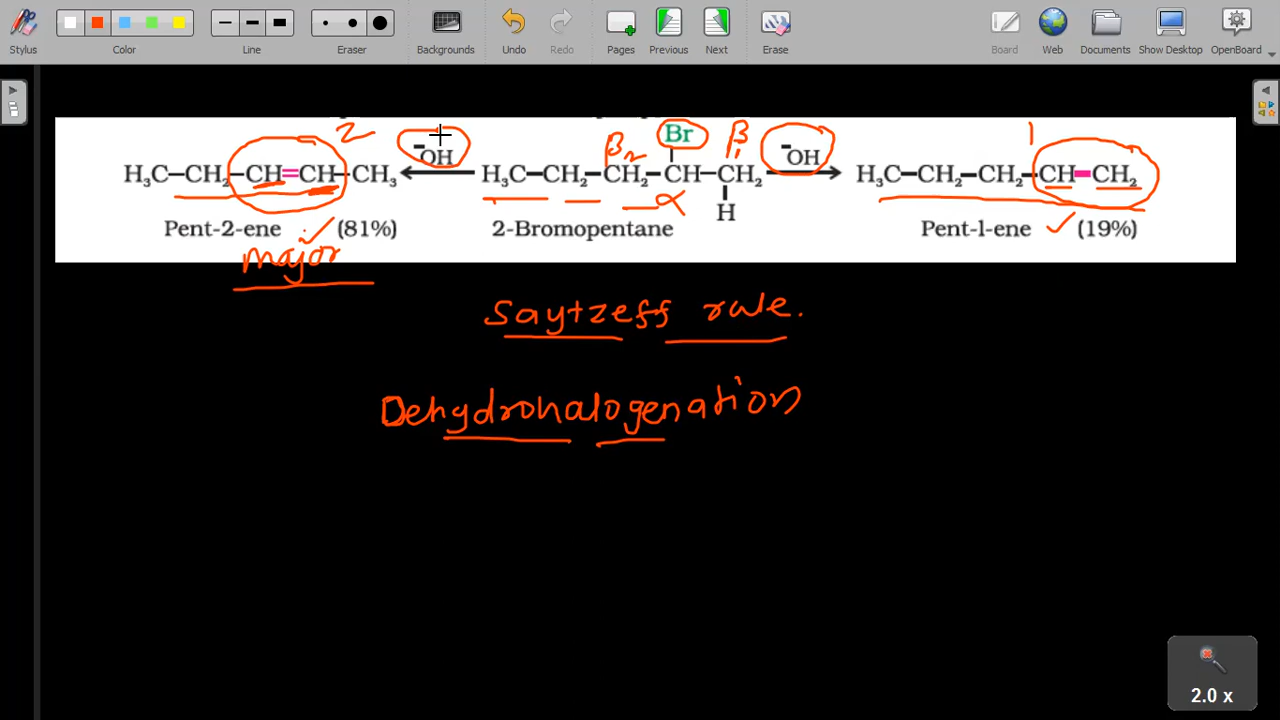 Stylus Color Line Eraser Backgrounds Undo Redo Pages Previous Next Erase Board Web Documents Show Desktop OpenBoard
2 β₂ Br β 1
⁻OH ⁻OH
H₃C–CH₂–CH=CH–CH₃ H₃C–CH₂–CH₂–CH–CH₂ H₃C–CH₂–CH₂–CH=CH₂
α H
Pent-2-ene (81%) 2-Bromopentane Pent-l-ene (19%)
major
Saytzeff rule.
Dehydrohalogenation
2.0 x